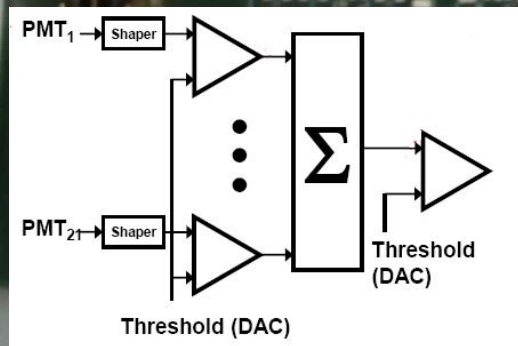 PMT1
Shaper
Σ
Threshold
(DAC)
PMT21
Shaper
Threshold (DAC)